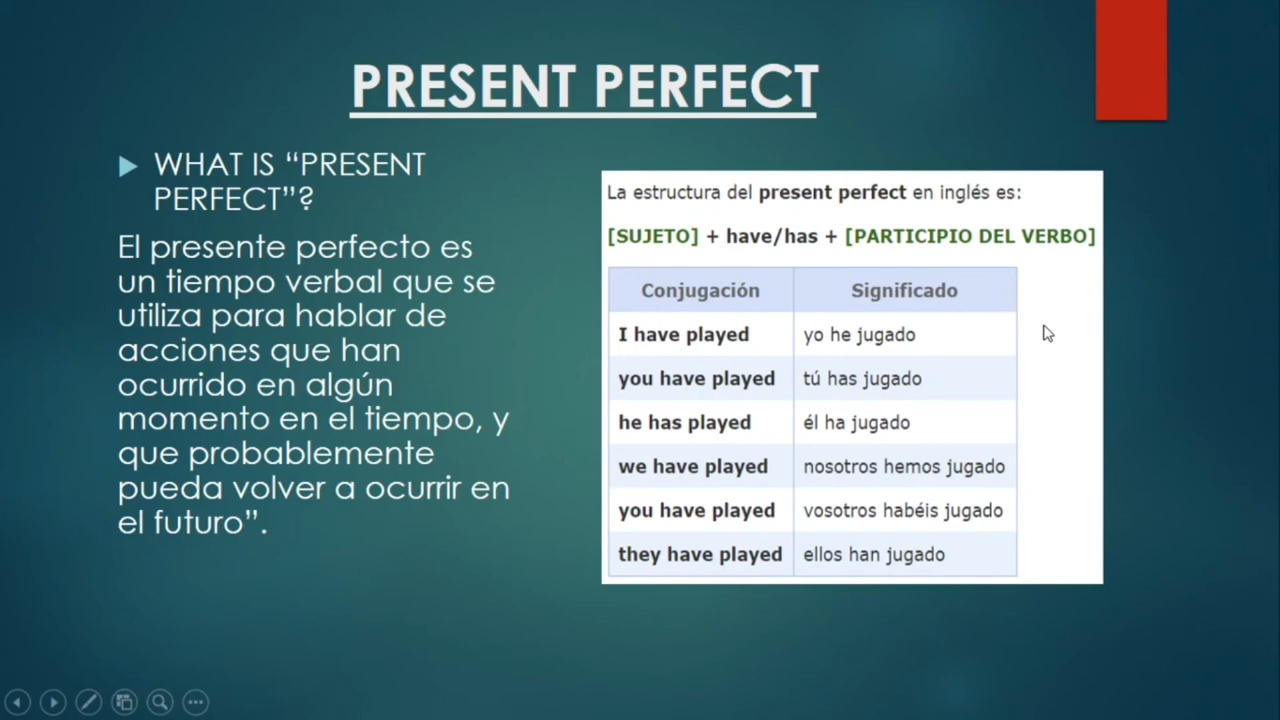 PRESENT PERFECT
WHAT IS “PRESENT
PERFECT”?
El presente perfecto es
un tiempo verbal que se
utiliza para hablar de
acciones que han
ocurrido en algún
momento en el tiempo, y
que probablemente
pueda volver a ocurrir en
el futuro”.
La estructura del present perfect en inglés es:
[SUJETO] + have/has + [PARTICIPIO DEL VERBO]
Conjugación Significado
I have played yo he jugado
you have played tú has jugado
he has played él ha jugado
we have played nosotros hemos jugado
you have played vosotros habéis jugado
they have played ellos han jugado